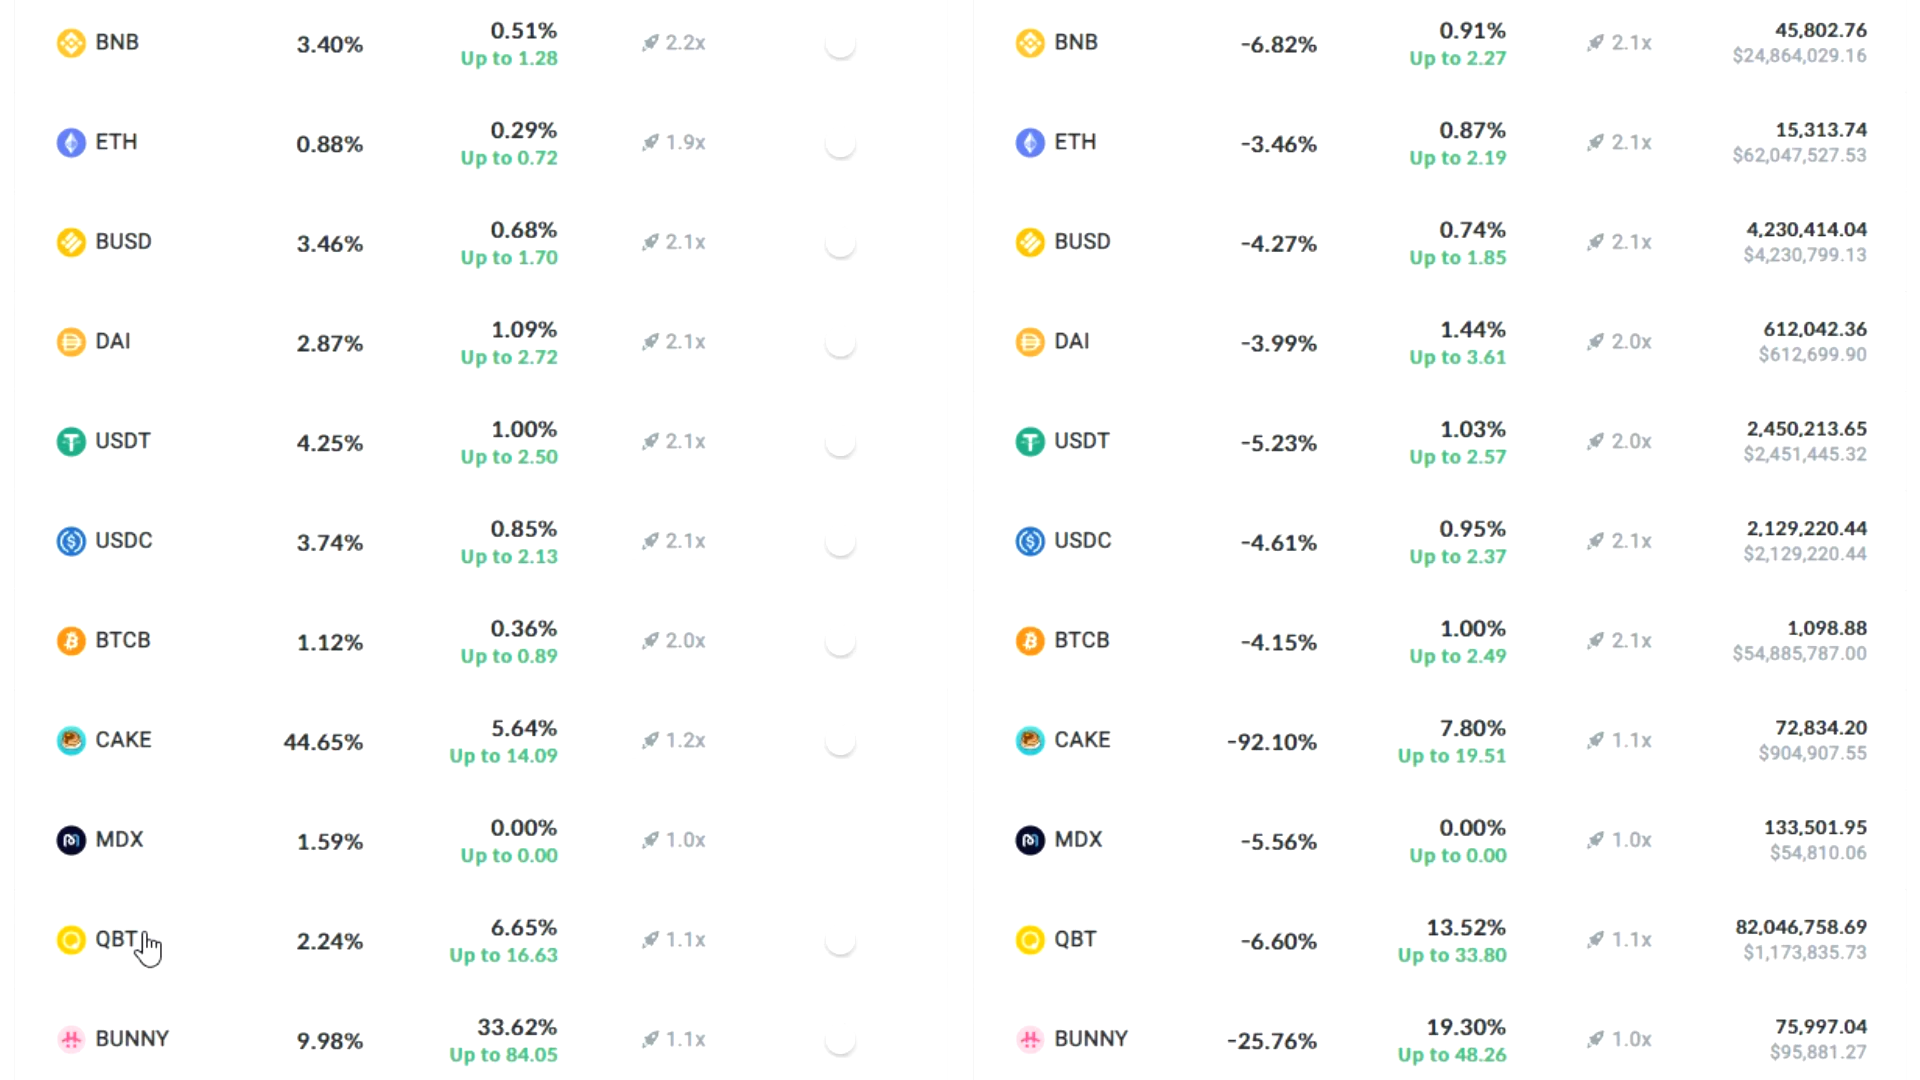 BNB 3.40% 0.51% 2.2x
Up to 1.28
ETH 0.88% 0.29% 1.9x
Up to 0.72
BUSD 3.46% 0.68% 2.1x
Up to 1.70
DAI 2.87% 1.09% 2.1x
Up to 2.72
USDT 4.25% 1.00% 2.1x
Up to 2.50
USDC 3.74% 0.85% 2.1x
Up to 2.13
BTCB 1.12% 0.36% 2.0x
Up to 0.89
CAKE 44.65% 5.64% 1.2x
Up to 14.09
MDX 1.59% 0.00% 1.0x
Up to 0.00
QBT 2.24% 6.65% 1.1x
Up to 16.63
BUNNY 9.98% 33.62% 1.1x
Up to 84.05
BNB -6.82% 0.91% 2.1x 45,802.76
Up to 2.27 $24,864,029.16
ETH -3.46% 0.87% 2.1x 15,313.74
Up to 2.19 $62,047,527.53
BUSD -4.27% 0.74% 2.1x 4,230,414.04
Up to 1.85 $4,230,799.13
DAI -3.99% 1.44% 2.0x 612,042.36
Up to 3.61 $612,699.90
USDT -5.23% 1.03% 2.0x 2,450,213.65
Up to 2.57 $2,451,445.32
USDC -4.61% 0.95% 2.1x 2,129,220.44
Up to 2.37 $2,129,220.44
BTCB -4.15% 1.00% 2.1x 1,098.88
Up to 2.49 $54,885,787.00
CAKE -92.10% 7.80% 1.1x 72,834.20
Up to 19.51 $904,907.55
MDX -5.56% 0.00% 1.0x 133,501.95
Up to 0.00 $54,810.06
QBT -6.60% 13.52% 1.1x 82,046,758.69
Up to 33.80 $1,173,835.73
BUNNY -25.76% 19.30% 1.0x 75,997.04
Up to 48.26 $95,881.27